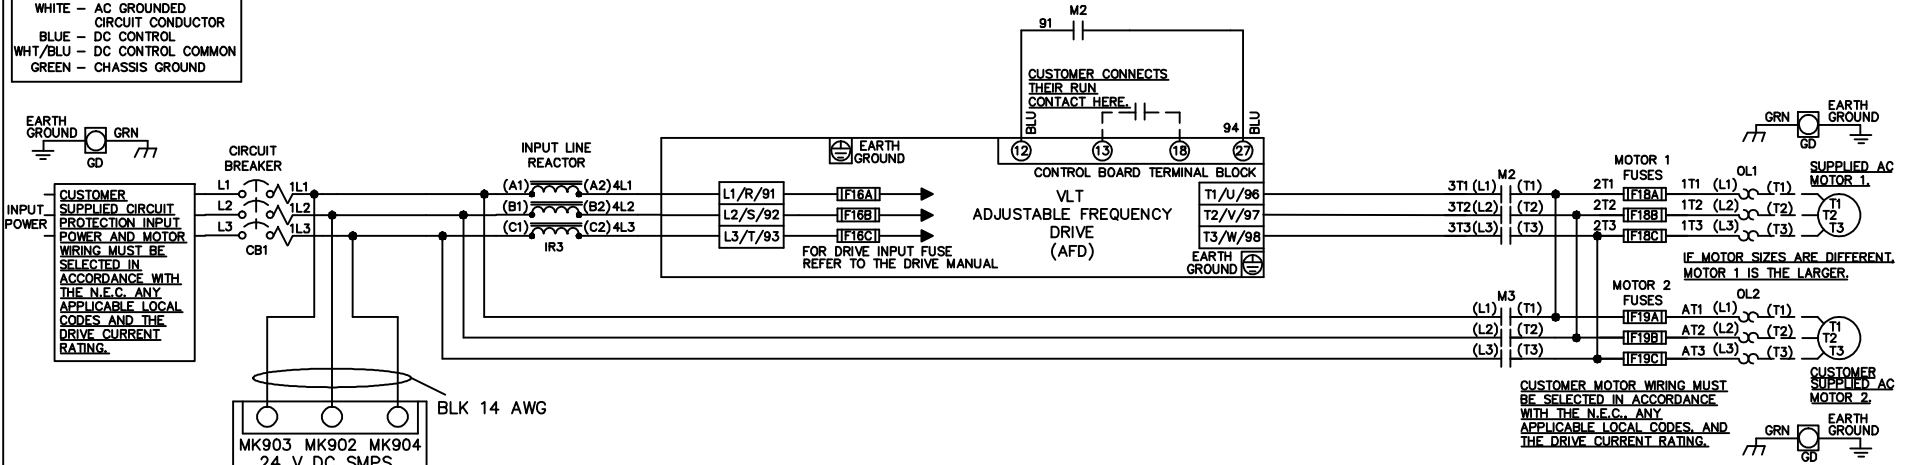 WHITE – AC GROUNDED
CIRCUIT CONDUCTOR
BLUE – DC CONTROL
WHT/BLU – DC CONTROL COMMON
GREEN – CHASSIS GROUND
EARTH
GROUND
GRN
GD
CIRCUIT
BREAKER
INPUT
POWER
CUSTOMER
SUPPLIED CIRCUIT
PROTECTION INPUT
POWER AND MOTOR
WIRING MUST BE
SELECTED IN
ACCORDANCE WITH
THE N.E.C. ANY
APPLICABLE LOCAL
CODES AND THE
DRIVE CURRENT
RATING.
L1 1L1
L2 1L2
L3 1L3
CB1
INPUT LINE
REACTOR
(A1) (A2) 4L1
(B1) (B2) 4L2
(C1) (C2) 4L3
IR3
BLK 14 AWG
MK903 MK902 MK904
24 V DC SMPS
M2
91
CUSTOMER CONNECTS
THEIR RUN
CONTACT HERE.
BLU
94 BLU
12 13 18 27
CONTROL BOARD TERMINAL BLOCK
EARTH
GROUND
L1/R/91
L2/S/92
L3/T/93
F16A
F16B
F16C
FOR DRIVE INPUT FUSE
REFER TO THE DRIVE MANUAL
VLT
ADJUSTABLE FREQUENCY
DRIVE
(AFD)
T1/U/96
T2/V/97
T3/W/98
EARTH
GROUND
M2
3T1 (L1) (T1)
3T2 (L2) (T2)
3T3 (L3) (T3)
MOTOR 1
FUSES
2T1 F18A 1T1 (L1) (T1)
2T2 F18B 1T2 (L2) (T2)
2T3 F18C 1T3 (L3) (T3)
OL1
T1
T2
T3
GRN
EARTH
GROUND
GD
SUPPLIED AC
MOTOR 1.
IF MOTOR SIZES ARE DIFFERENT,
MOTOR 1 IS THE LARGER.
M3
(L1) (T1)
(L2) (T2)
(L3) (T3)
MOTOR 2
FUSES
F19A AT1 (L1) (T1)
F19B AT2 (L2) (T2)
F19C AT3 (L3) (T3)
OL2
T1
T2
T3
CUSTOMER
SUPPLIED AC
MOTOR 2.
CUSTOMER MOTOR WIRING MUST
BE SELECTED IN ACCORDANCE
WITH THE N.E.C., ANY
APPLICABLE LOCAL CODES, AND
THE DRIVE CURRENT RATING.
GRN
EARTH
GROUND
GD